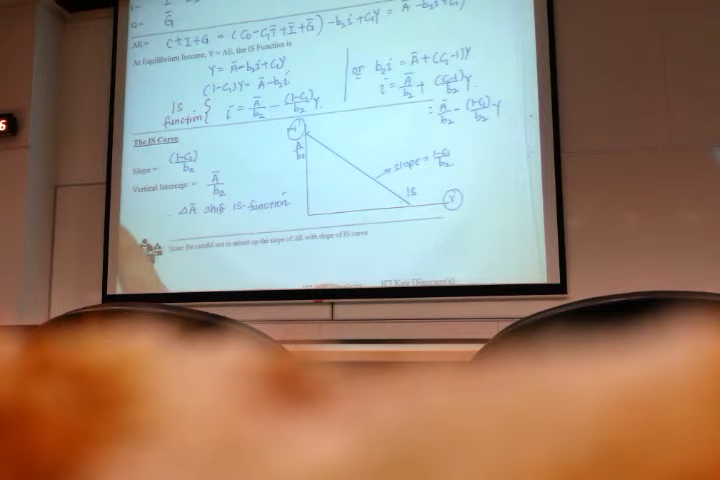 Ḡ
AE = C+I+G = (C₀-C₁T̄+Ī+Ḡ) -b₂i +C₁Y = Ā -b₂i +C₁Y
At Equilibrium Income, Y = AE, the IS Function is
Y = Ā-b₂i+C₁Y
(1-C₁)Y = Ā-b₂i
IS function { i = Ā/b₂ - (1-C₁)/b₂ Y
or b₂i = Ā+(C₁-1)Y
i = Ā/b₂ + (C₁-1)/b₂ Y
= Ā/b₂ - (1-C₁)/b₂ Y
The IS Curve
Slope = (1-C₁)/b₂
Vertical Intercept = Ā/b₂
ΔĀ shift IS-function
i
Ā/b₂
slope = 1-C₁/b₂
IS
Y
Note: Be careful not to mixed up the slope of AE with slope of IS curve
Key Diagram(s)
6